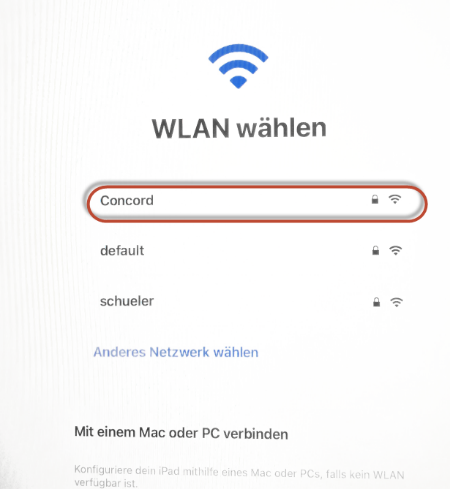 WLAN wählen
Concord
default
schueler
Anderes Netzwerk wählen
Mit einem Mac oder PC verbinden
Konfiguriere dein iPad mithilfe eines Mac oder PCs, falls kein WLAN
verfügbar ist.